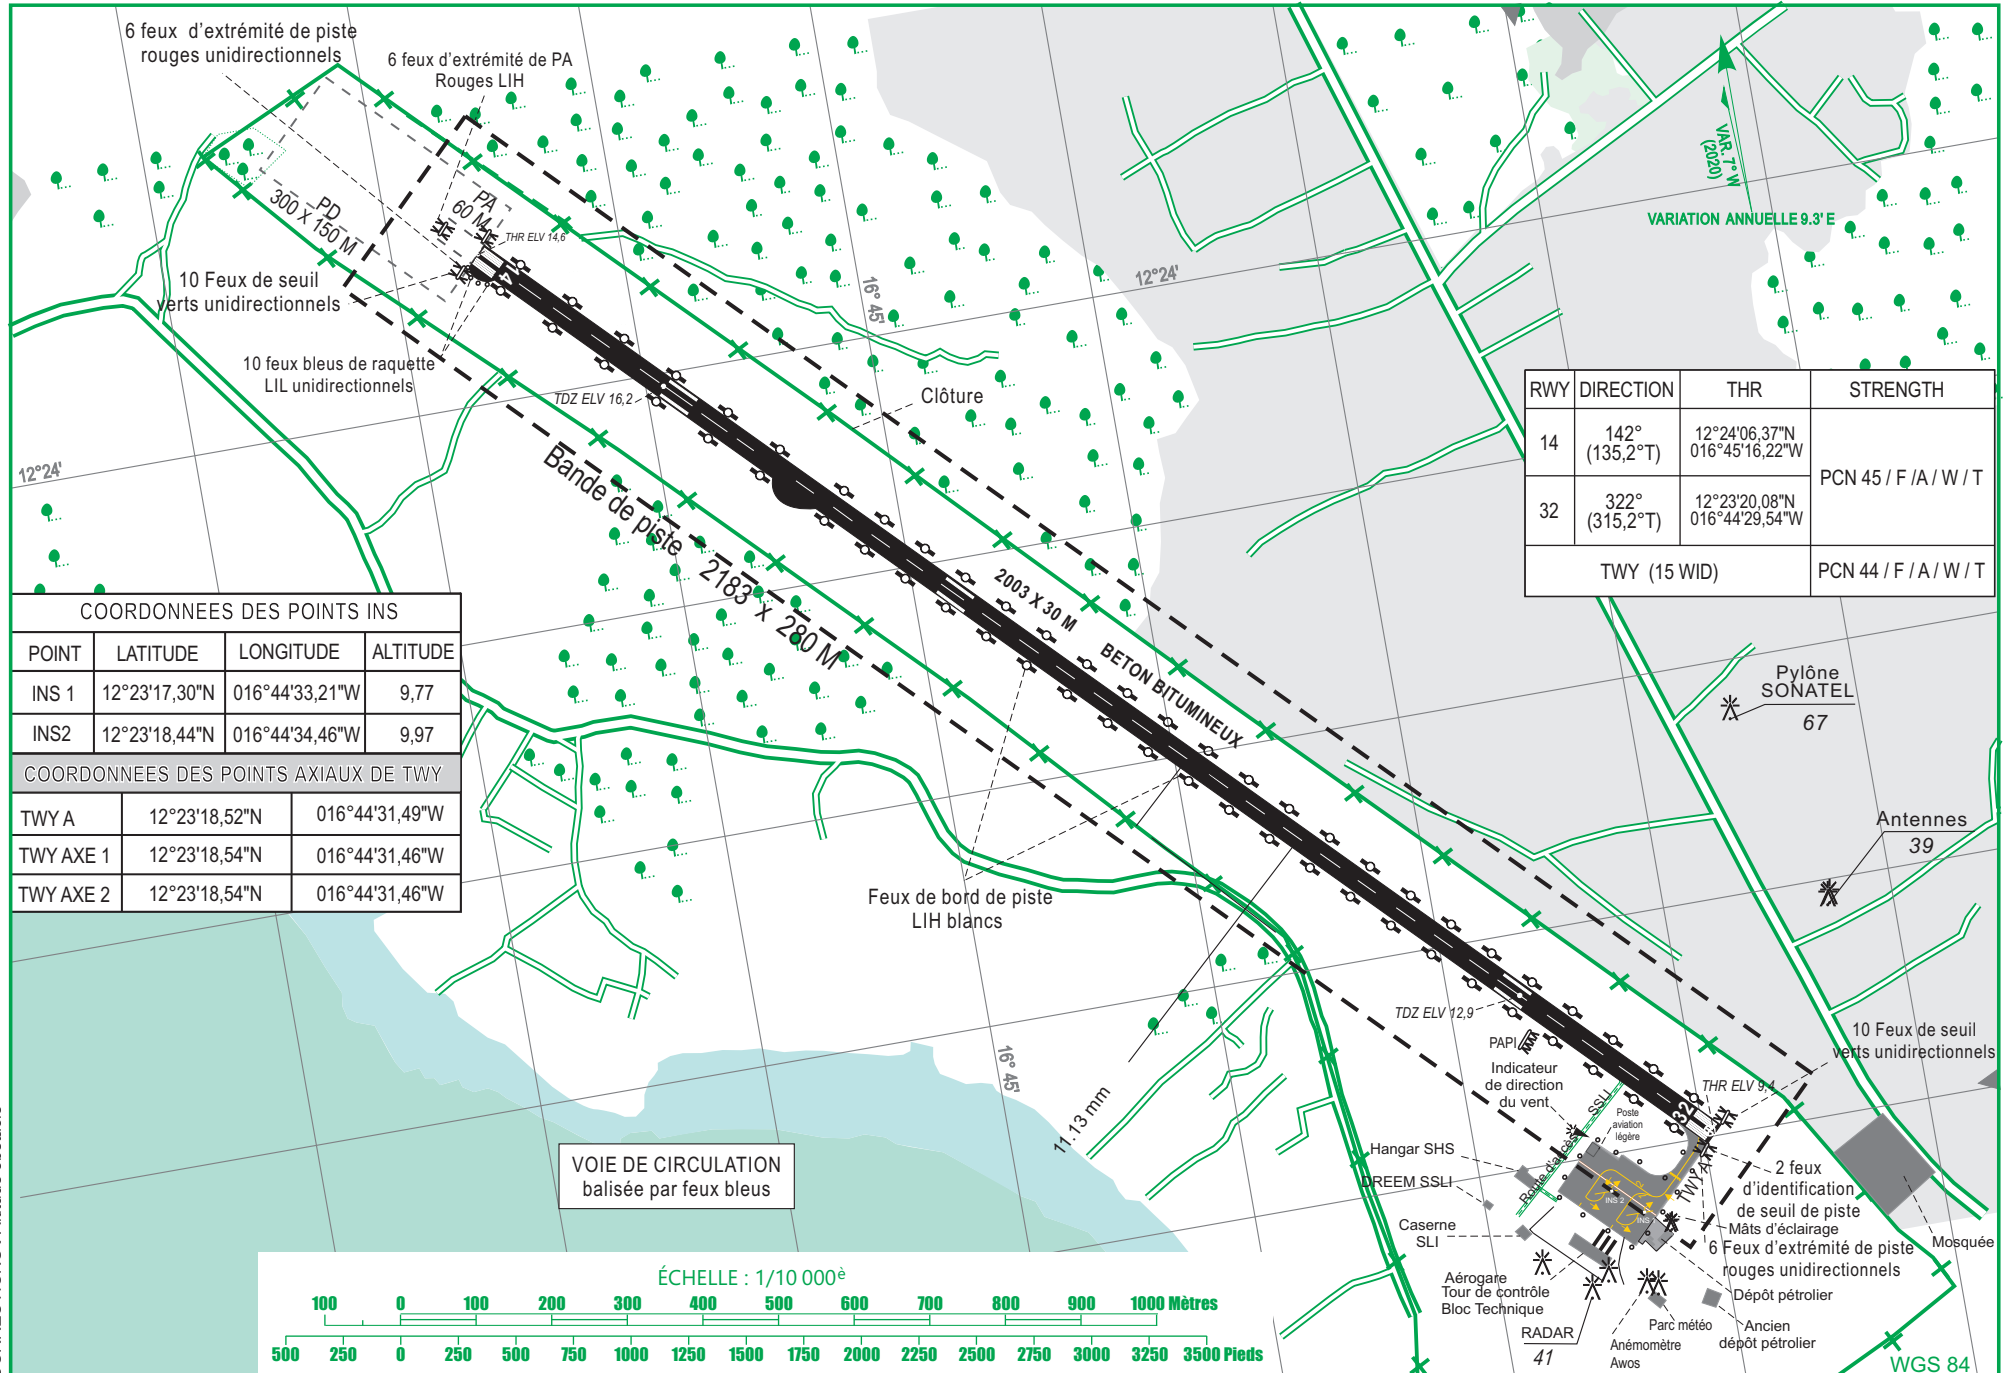 6 feux d'extrémité de piste
rouges unidirectionnels
6 feux d'extrémité de PA
Rouges LIH
PD
300 X 150 M
PA
60 M
THR ELV 14,6
10 Feux de seuil
verts unidirectionnels
10 feux bleus de raquette
LIL unidirectionnels
TDZ ELV 16,2
Clôture
16° 45'
12°24'
VAR. 7° W
(2020)
VARIATION ANNUELLE 9.3' E
RWY DIRECTION THR STRENGTH
14 142° (135,2°T) 12°24'06,37"N 016°45'16,22"W PCN 45 / F /A / W / T
32 322° (315,2°T) 12°23'20,08"N 016°44'29,54"W
TWY (15 WID) PCN 44 / F / A / W / T
12°24'
Bande de piste 2183 x 280 M
2003 X 30 M BETON BITUMINEUX
COORDONNEES DES POINTS INS
POINT LATITUDE LONGITUDE ALTITUDE
INS 1 12°23'17,30"N 016°44'33,21"W 9,77
INS2 12°23'18,44"N 016°44'34,46"W 9,97
COORDONNEES DES POINTS AXIAUX DE TWY
TWY A 12°23'18,52"N 016°44'31,49"W
TWY AXE 1 12°23'18,54"N 016°44'31,46"W
TWY AXE 2 12°23'18,54"N 016°44'31,46"W
Pylône
SONATEL
67
Antennes
39
Feux de bord de piste
LIH blancs
TDZ ELV 12,9
PAPI
Indicateur
de direction
du vent
10 Feux de seuil
verts unidirectionnels
THR ELV 9,4
32
16° 45'
11.13 mm
SSLI
Route d'accès
Poste
aviation
légère
Hangar SHS
DREEM SSLI
Caserne
SLI
INS 2
INS
TWY A
2 feux
d'identification
de seuil de piste
Mâts d'éclairage
6 Feux d'extrémité de piste
rouges unidirectionnels
Mosquée
Aérogare
Tour de contrôle
Bloc Technique
RADAR
41
Dépôt pétrolier
Parc météo
Ancien
dépôt pétrolier
Anémomètre
Awos
VOIE DE CIRCULATION
balisée par feux bleus
ÉCHELLE : 1/10 000è
100 0 100 200 300 400 500 600 700 800 900 1000 Mètres
500 250 0 250 500 750 1000 1250 1500 1750 2000 2250 2500 2750 3000 3250 3500 Pieds
WGS 84